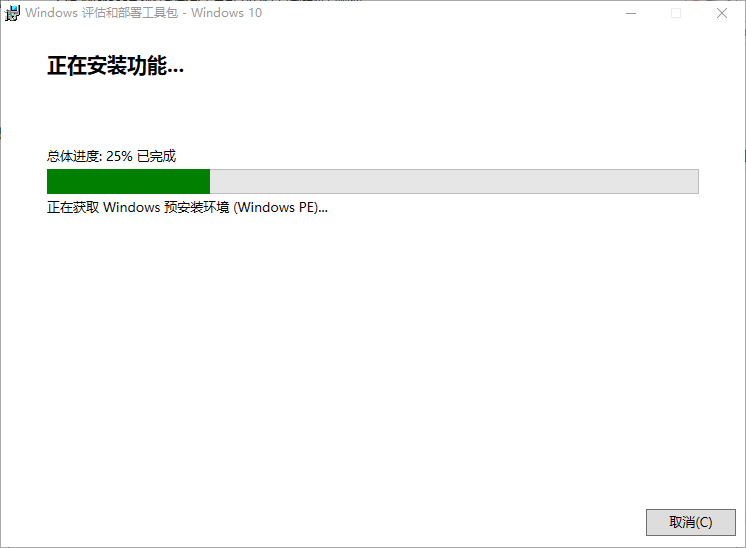 Windows 评估和部署工具包 - Windows 10
正在安装功能...
总体进度: 25% 已完成
正在获取 Windows 预安装环境 (Windows PE)...
取消(C)